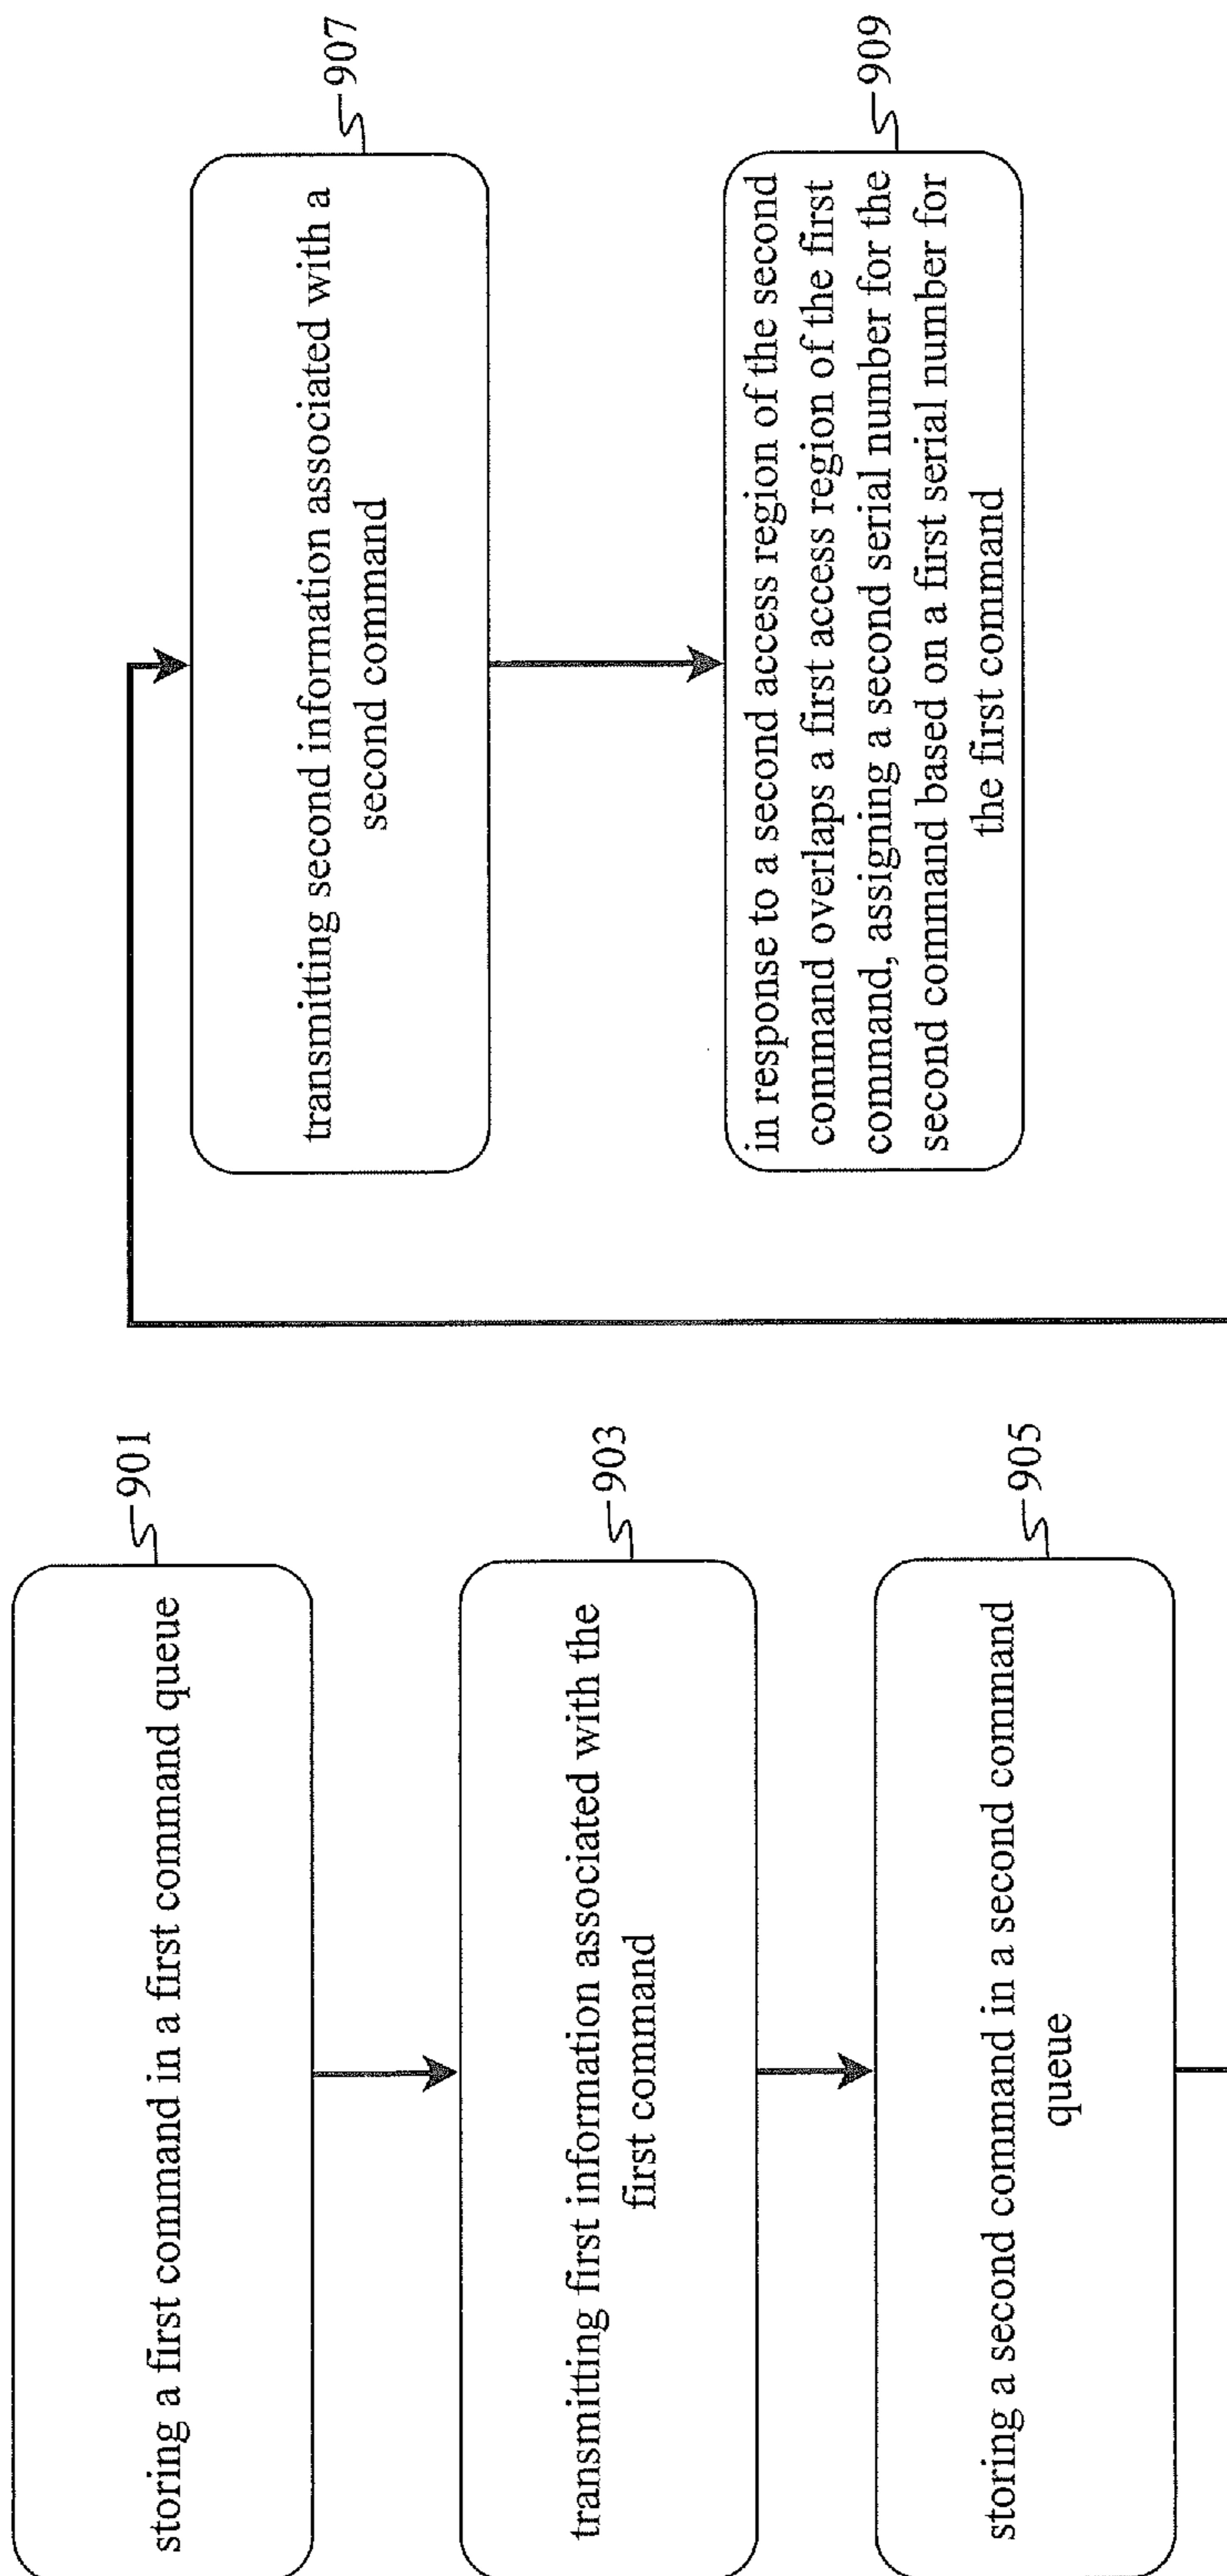 901
storing a first command in a first command queue
903
transmitting first information associated with the
first command
905
storing a second command in a second command
queue
907
transmitting second information associated with a
second command
909
in response to a second access region of the second
command overlaps a first access region of the first
command, assigning a second serial number for the
second command based on a first serial number for
the first command